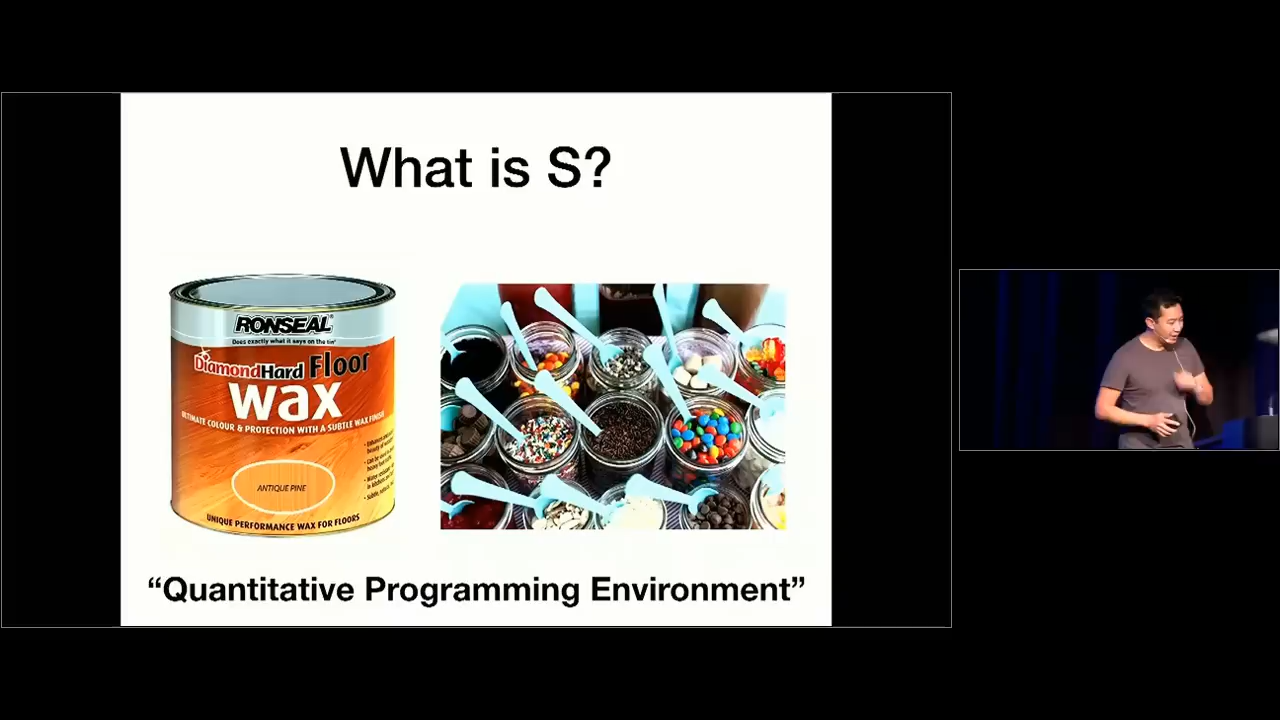 What is S?
RONSEAL®
Does exactly what it says on the tin®
DiamondHard Floor
wax
ULTIMATE COLOUR & PROTECTION WITH A SUBTLE WAX FINISH
ANTIQUE PINE
UNIQUE PERFORMANCE WAX FOR FLOORS
“Quantitative Programming Environment”